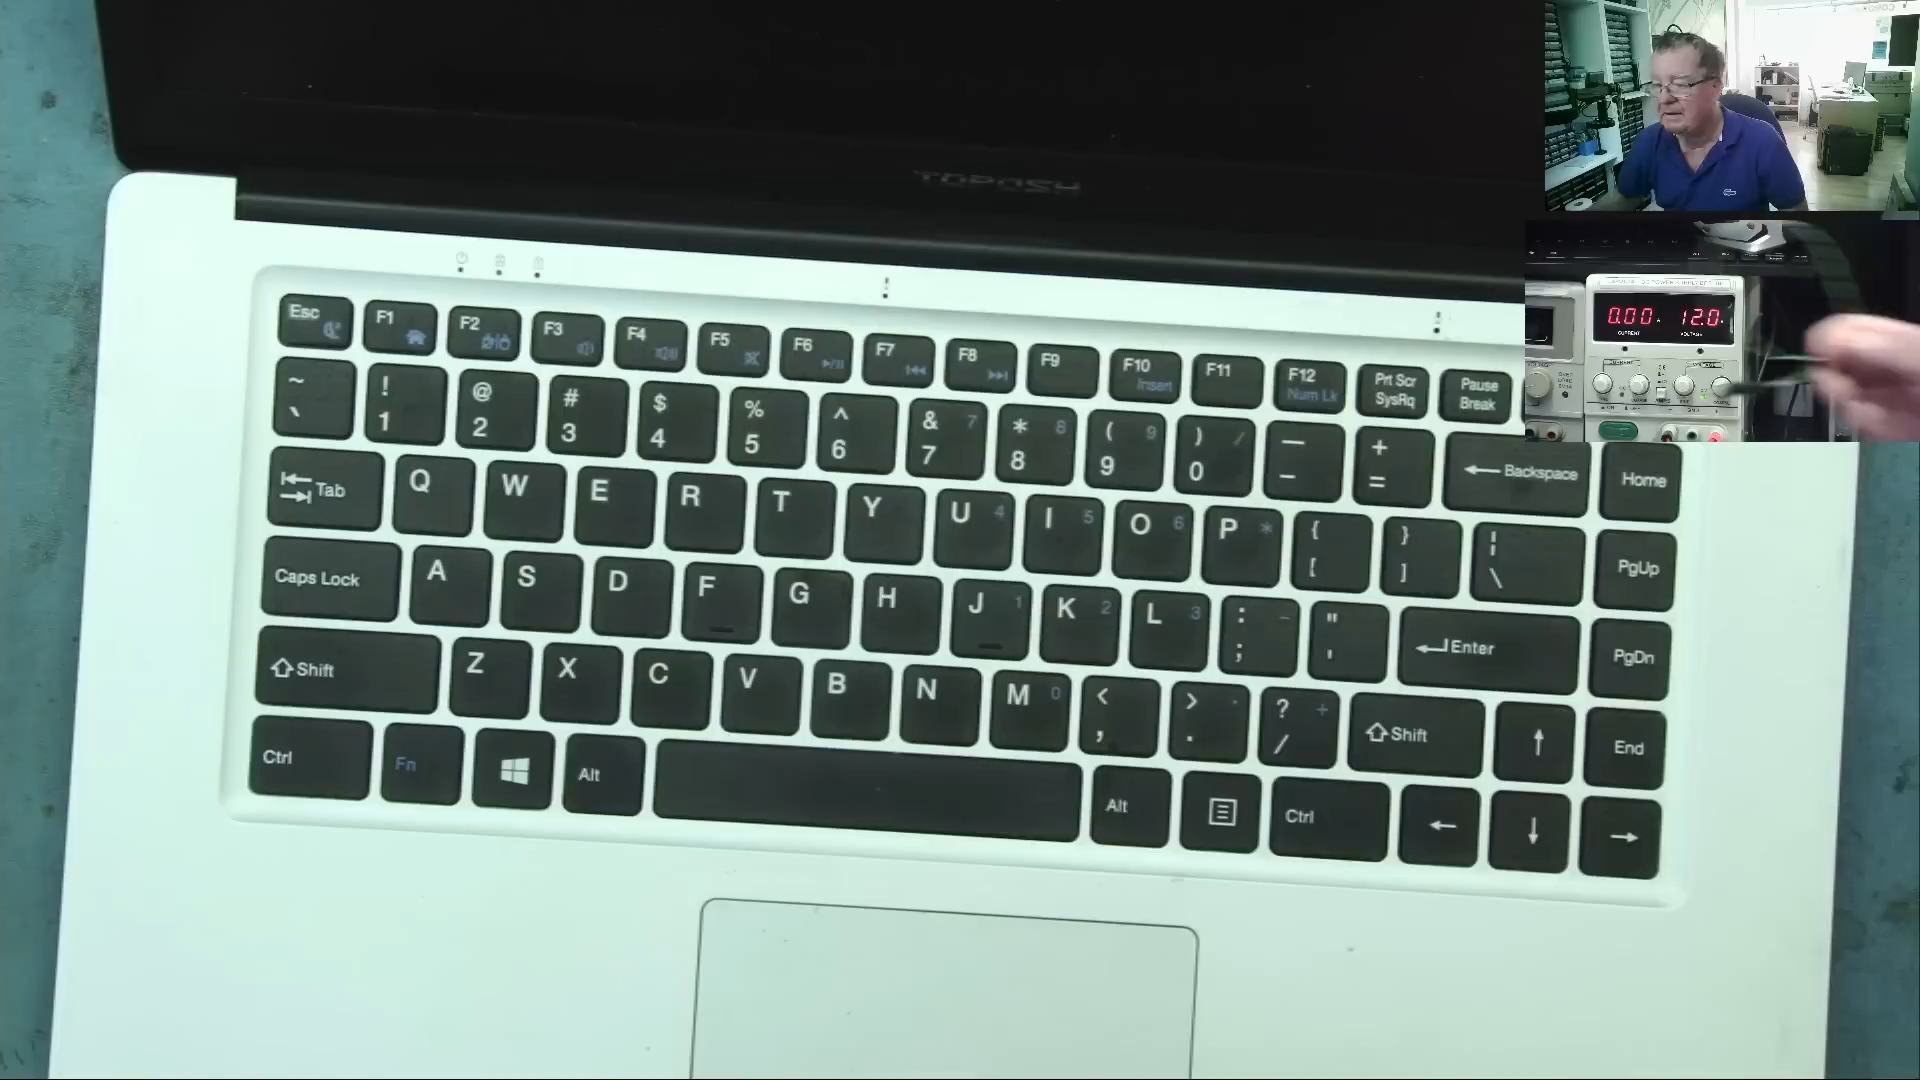 TOPOSH
0.00 12.0
CURRENT VOLTAGE
Esc F1 F2 F3 F4 F5 F6 F7 F8 F9 F10 Insert F11 F12 Num Lk Prt Scr SysRq Pause Break
~ ` ! 1 @ 2 # 3 $ 4 % 5 ^ 6 & 7 7 * 8 8 ( 9 9 ) 0 / — - + = ← Backspace Home
Tab Q W E R T Y U 4 I 5 O 6 P * { [ } ] ¦ \ PgUp
Caps Lock A S D F G H J 1 K 2 L 3 : ; - " ' Enter PgDn
Shift Z X C V B N M 0 < , > . . ? / + Shift ↑ End
Ctrl Fn Alt Alt Ctrl ← ↓ →